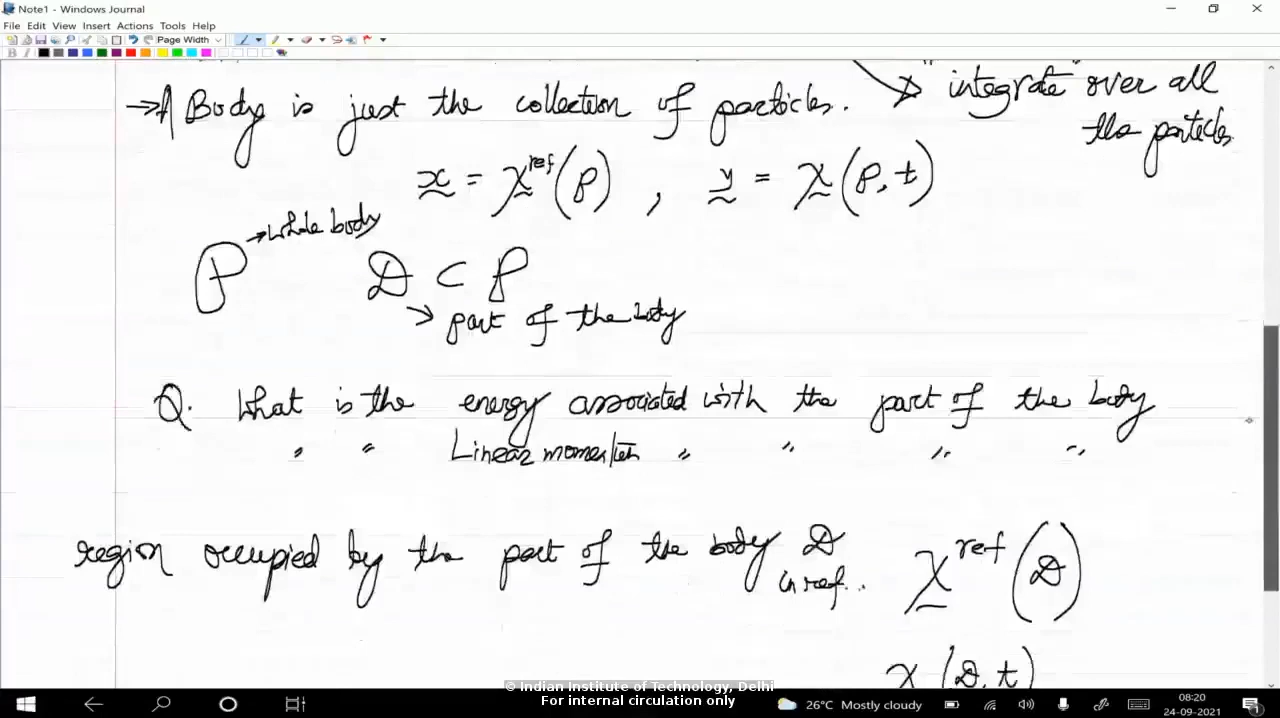 Note1 - Windows Journal
File Edit View Insert Actions Tools Help
Page Width
"integrate" over all
the particles
→ A Body is just the collection of particles.
x = χ^ref (p) , y = χ (p, t)
P → whole body
D ⊂ P
→ part of the body
Q. What is the energy associated with the part of the body
" " Linear momentum " " " "
region occupied by the part of the body D
in ref.. χ^ref (D)
χ (D, t)
© Indian Institute of Technology, Delhi
For internal circulation only
26°C Mostly cloudy
08:20
24-09-2021